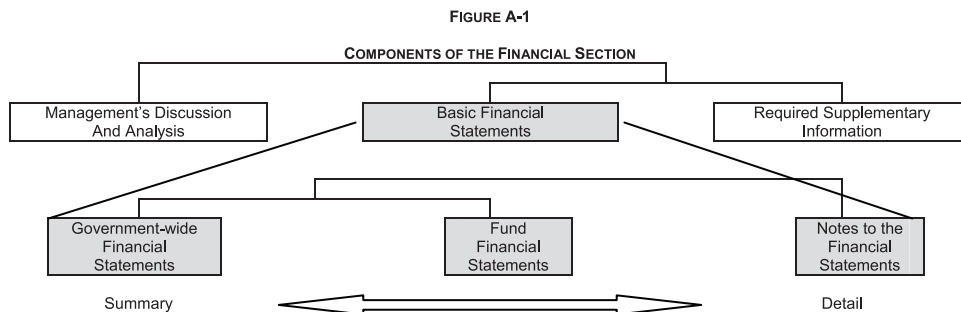 FIGURE A-1
COMPONENTS OF THE FINANCIAL SECTION
Management's Discussion
And Analysis
Basic Financial
Statements
Required Supplementary
Information
Government-wide
Financial
Statements
Fund
Financial
Statements
Notes to the
Financial
Statements
Summary
Detail